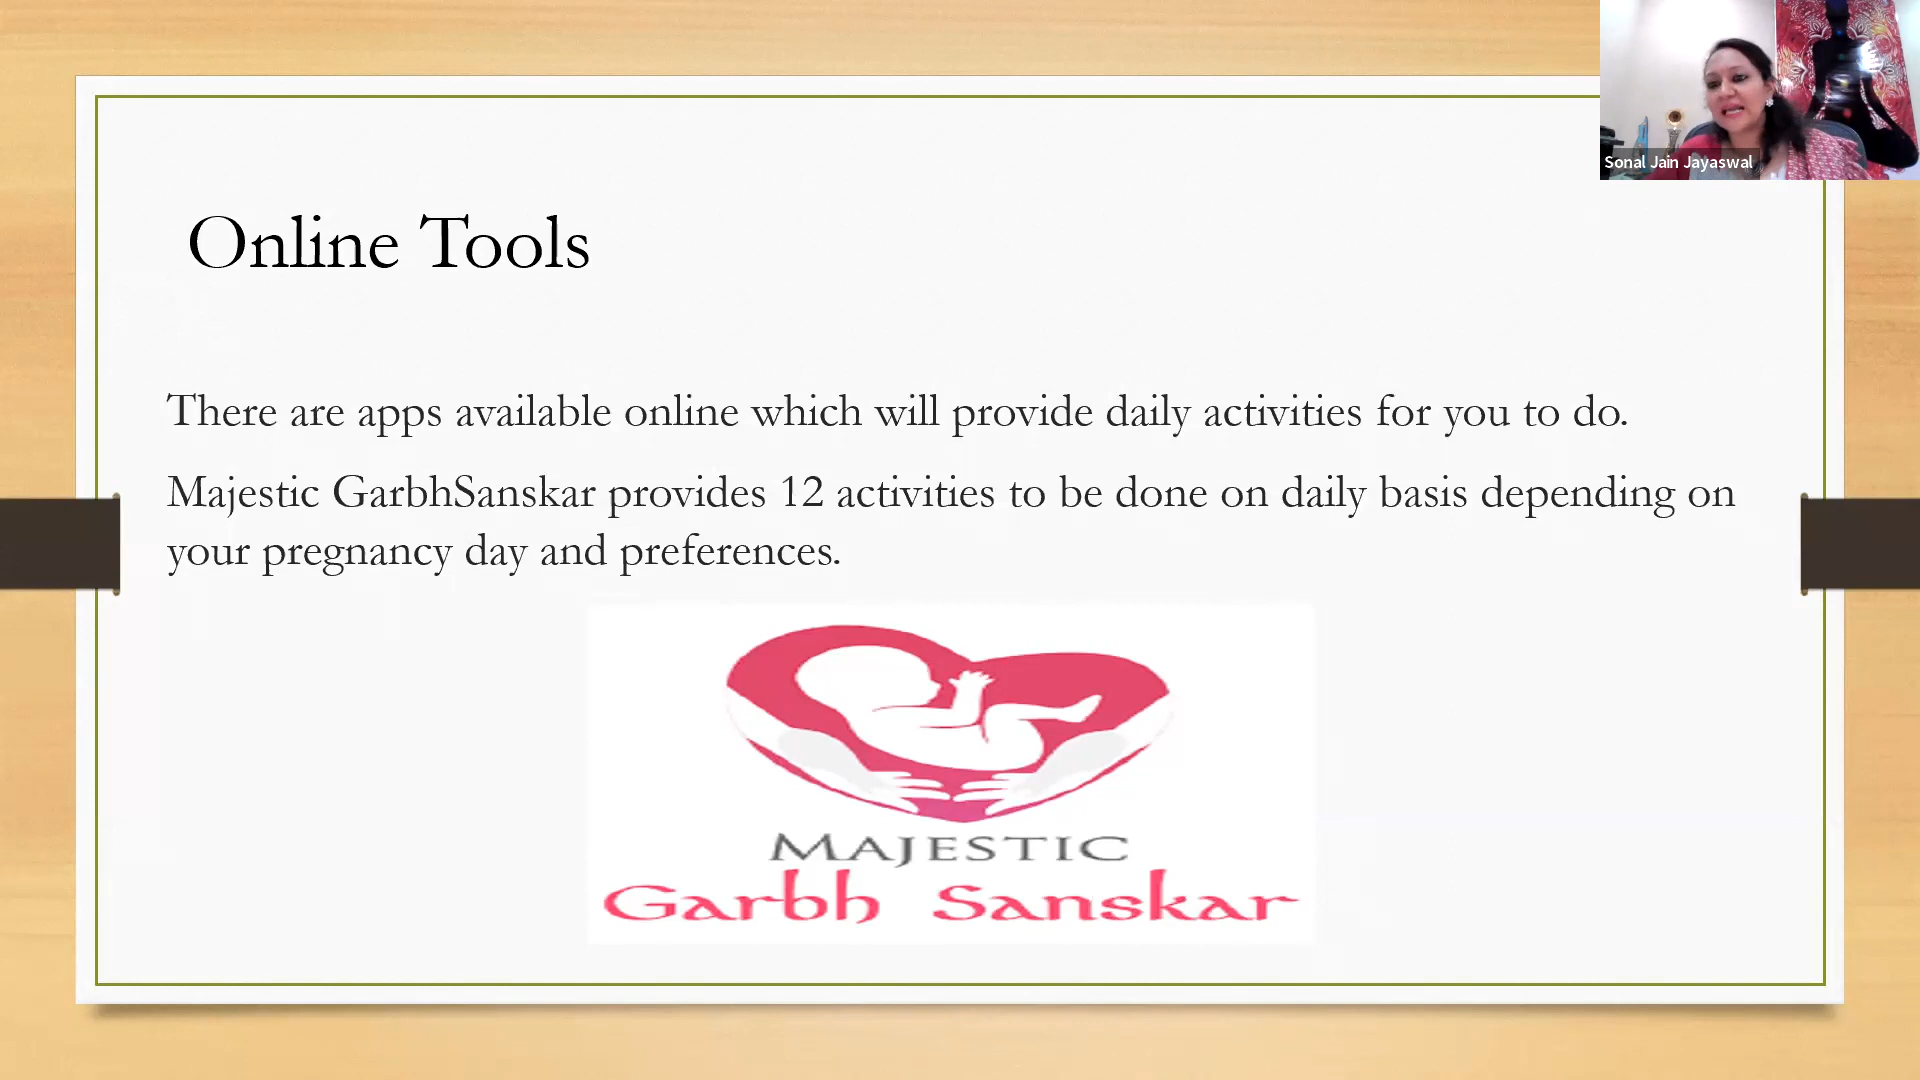 Sonal Jain Jayaswal
Online Tools
There are apps available online which will provide daily activities for you to do.
Majestic GarbhSanskar provides 12 activities to be done on daily basis depending on
your pregnancy day and preferences.
MAJESTIC
Garbh Sanskar